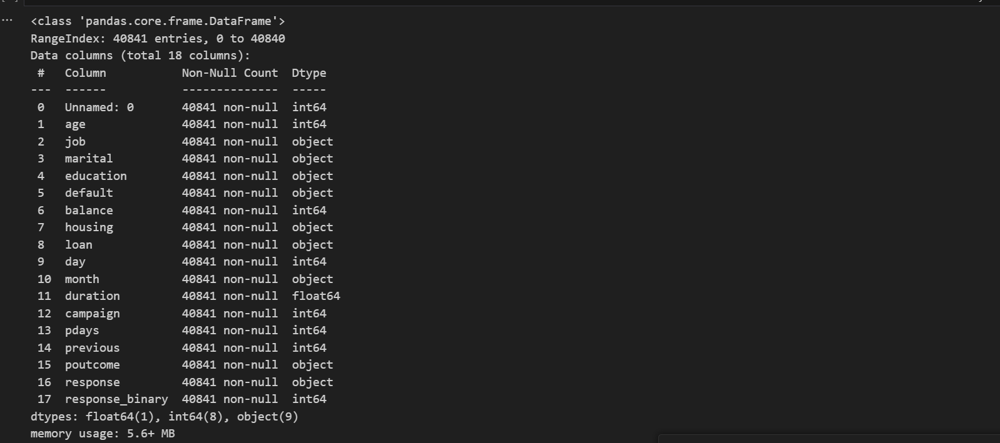 <class 'pandas.core.frame.DataFrame'>
RangeIndex: 40841 entries, 0 to 40840
Data columns (total 18 columns):
 #   Column           Non-Null Count  Dtype
---  ------           --------------  -----
 0   Unnamed: 0       40841 non-null  int64
 1   age              40841 non-null  int64
 2   job              40841 non-null  object
 3   marital          40841 non-null  object
 4   education        40841 non-null  object
 5   default          40841 non-null  object
 6   balance          40841 non-null  int64
 7   housing          40841 non-null  object
 8   loan             40841 non-null  object
 9   day              40841 non-null  int64
 10  month            40841 non-null  object
 11  duration         40841 non-null  float64
 12  campaign         40841 non-null  int64
 13  pdays            40841 non-null  int64
 14  previous         40841 non-null  int64
 15  poutcome         40841 non-null  object
 16  response         40841 non-null  object
 17  response_binary  40841 non-null  int64
dtypes: float64(1), int64(8), object(9)
memory usage: 5.6+ MB